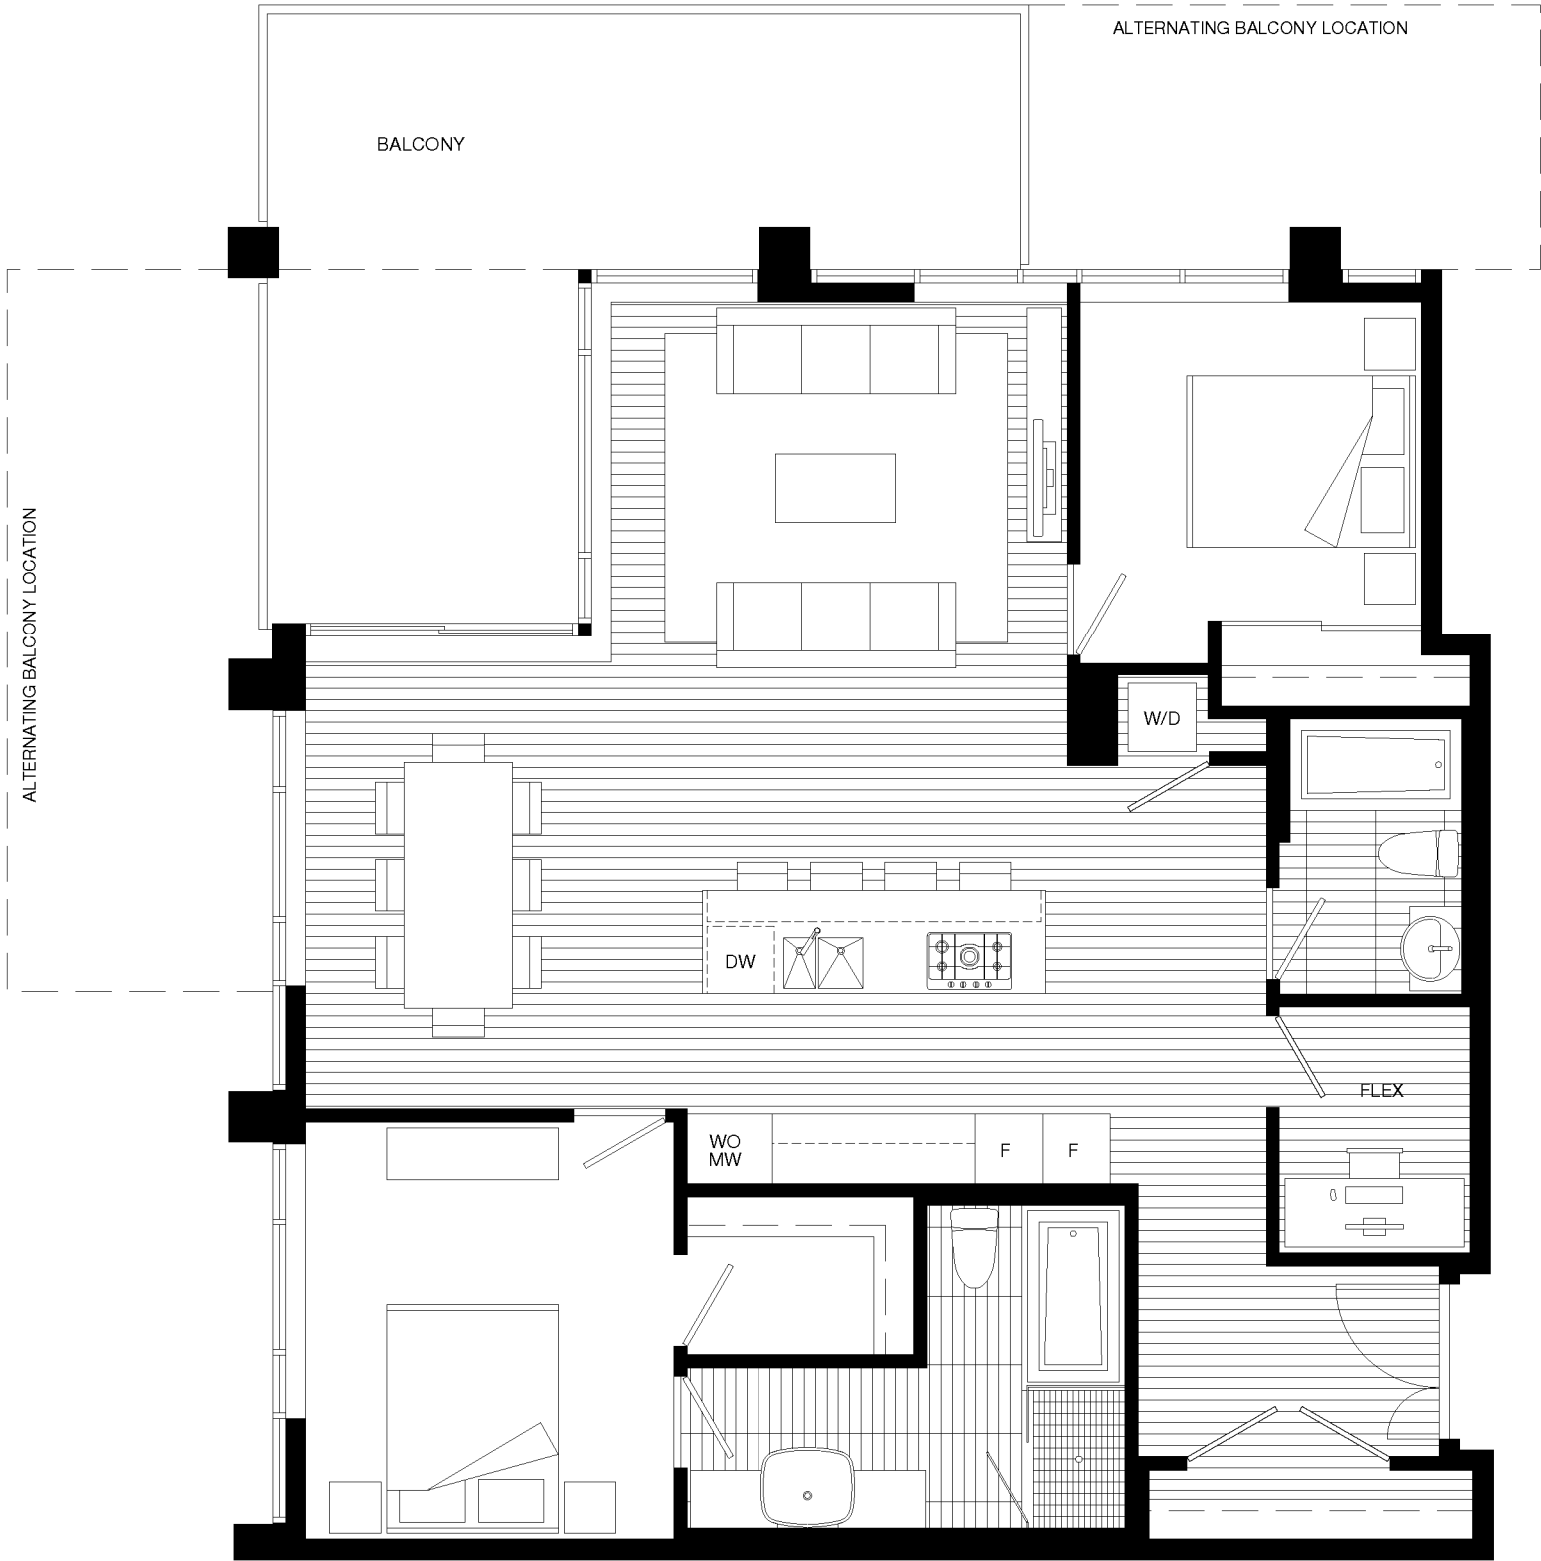 ALTERNATING BALCONY LOCATION
BALCONY
ALTERNATING BALCONY LOCATION
W/D
DW
FLEX
WO
MW
F
F